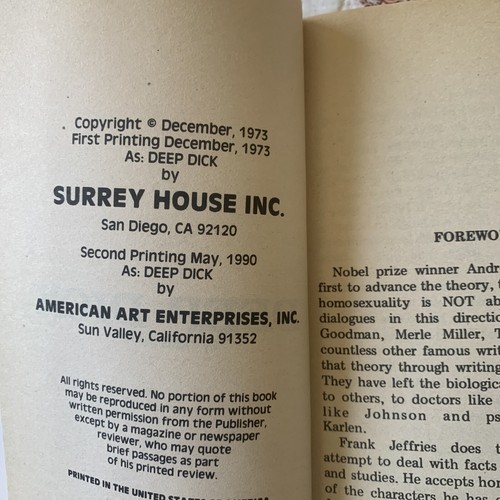 Copyright © December, 1973
First Printing December, 1973
As: DEEP DICK
by
SURREY HOUSE INC.
San Diego, CA 92120
Second Printing May, 1990
As: DEEP DICK
by
AMERICAN ART ENTERPRISES, INC.
Sun Valley, California 91352
All rights reserved. No portion of this book
may be reproduced in any form without
written permission from the Publisher,
except by a magazine or newspaper
reviewer, who may quote
brief passages as part
of his printed review.
PRINTED IN THE UNITED STATES OF AMERICA
FOREWO
Nobel prize winner Andr
first to advance the theory, t
homosexuality is NOT ab
dialogues in this directio
Goodman, Merle Miller, T
countless other famous writ
that theory through writing
They have left the biologic
to others, to doctors like
like Johnson and ps
Karlen.
Frank Jeffries does t
attempt to deal with facts
and studies. He accepts ho
of the characters he has